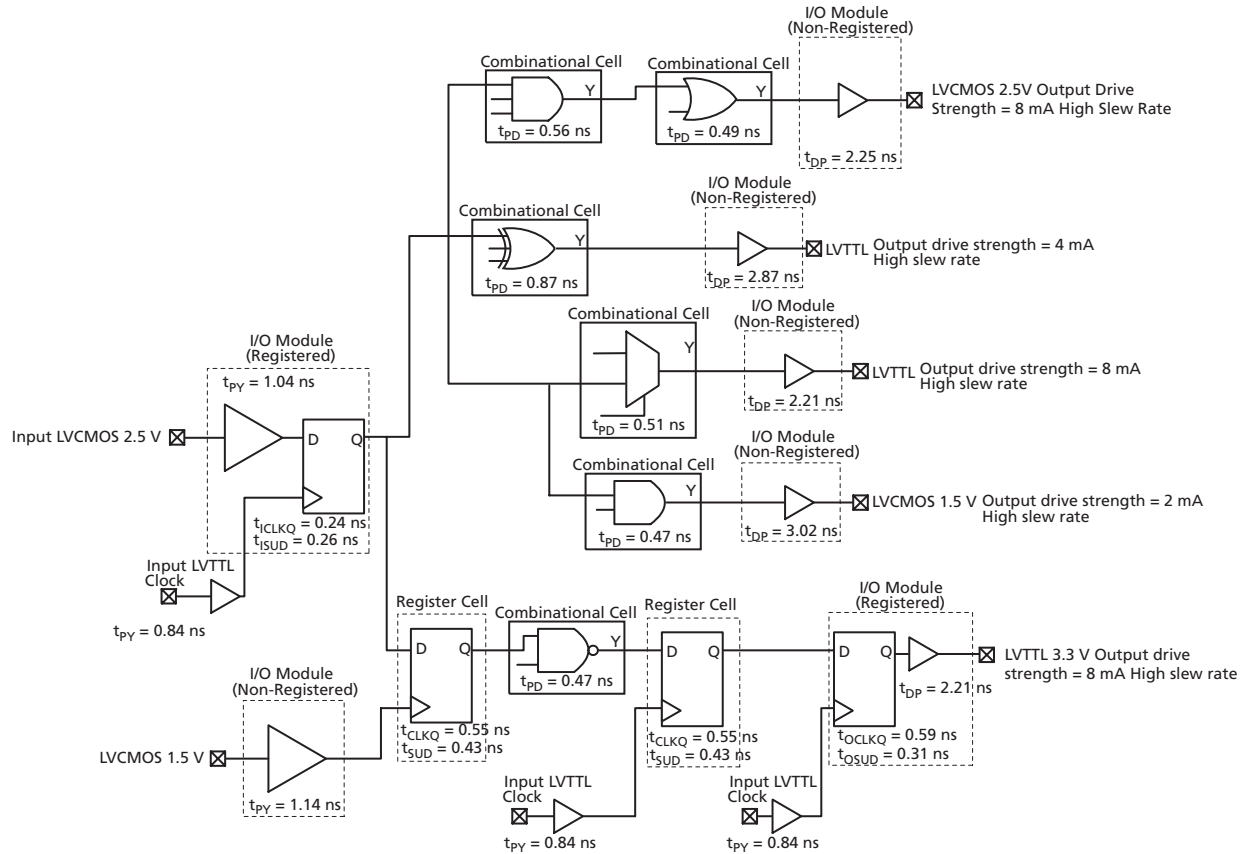 I/O Module
(Non-Registered)
Combinational Cell
Y
tPD = 0.56 ns
Combinational Cell
Y
tPD = 0.49 ns
tDP = 2.25 ns
LVCMOS 2.5V Output Drive
Strength = 8 mA High Slew Rate
Combinational Cell
Y
tPD = 0.87 ns
I/O Module
(Non-Registered)
tDP = 2.87 ns
LVTTL Output drive strength = 4 mA
High slew rate
Combinational Cell
Y
tPD = 0.51 ns
I/O Module
(Non-Registered)
tDP = 2.21 ns
LVTTL Output drive strength = 8 mA
High slew rate
I/O Module
(Registered)
tPY = 1.04 ns
Input LVCMOS 2.5 V
D Q
tICLKQ = 0.24 ns
tISUD = 0.26 ns
Input LVTTL
Clock
tPY = 0.84 ns
Combinational Cell
Y
tPD = 0.47 ns
I/O Module
(Non-Registered)
tDP = 3.02 ns
LVCMOS 1.5 V Output drive strength = 2 mA
High slew rate
I/O Module
(Non-Registered)
LVCMOS 1.5 V
tPY = 1.14 ns
Register Cell
D Q
tCLKQ = 0.55 ns
tSUD = 0.43 ns
Combinational Cell
Y
tPD = 0.47 ns
Register Cell
D Q
tCLKQ = 0.55 ns
tSUD = 0.43 ns
Input LVTTL
Clock
tPY = 0.84 ns
I/O Module
(Registered)
D Q
tDP = 2.21 ns
tOCLKQ = 0.59 ns
tOSUD = 0.31 ns
LVTTL 3.3 V Output drive
strength = 8 mA High slew rate
Input LVTTL
Clock
tPY = 0.84 ns